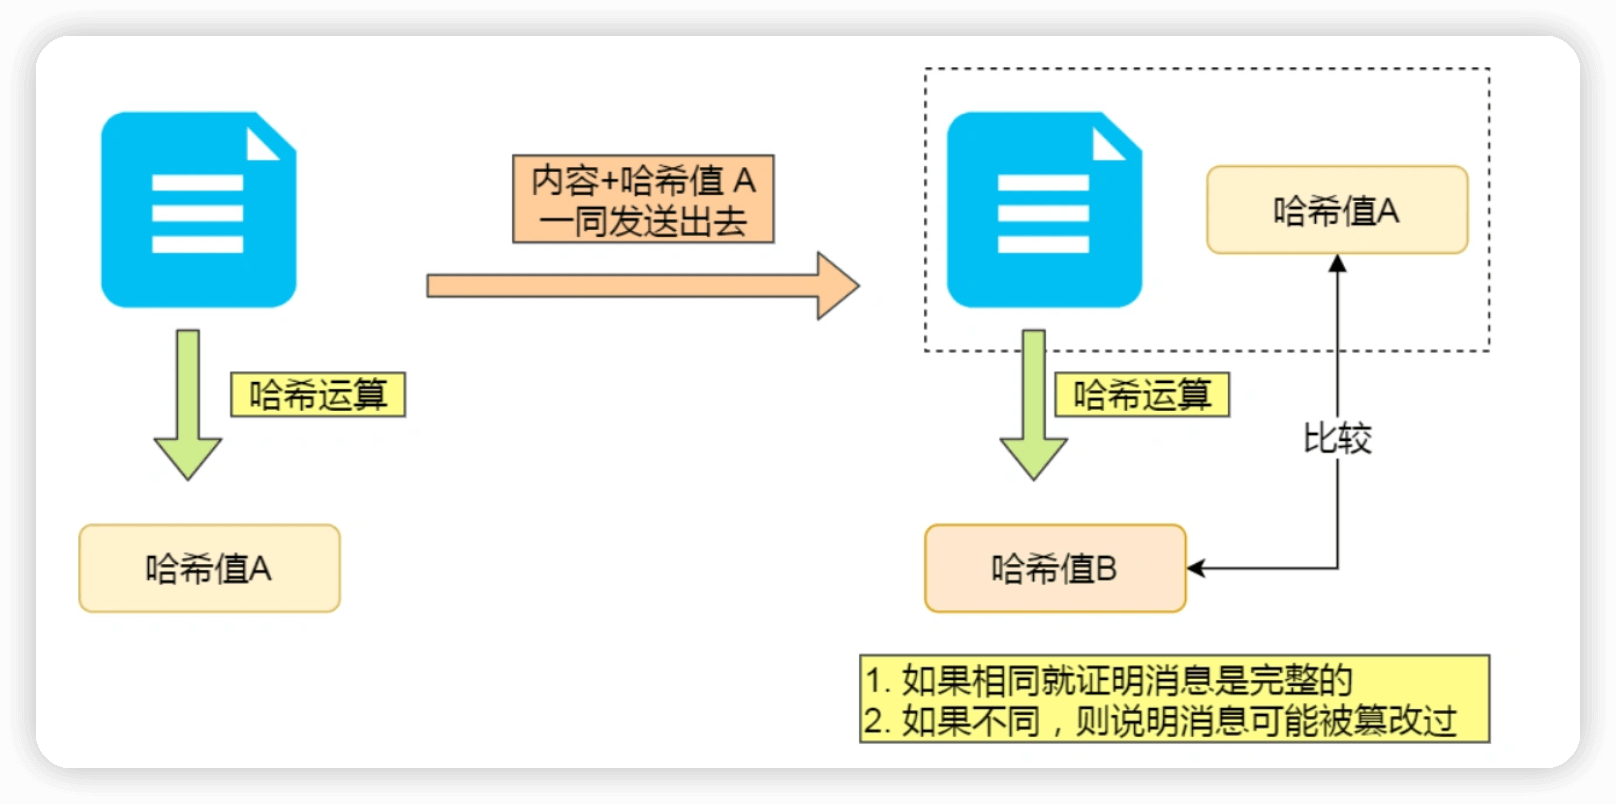 内容+哈希值 A
一同发送出去
哈希值A
哈希运算
哈希运算
比较
哈希值A
哈希值B
1. 如果相同就证明消息是完整的
2. 如果不同，则说明消息可能被篡改过